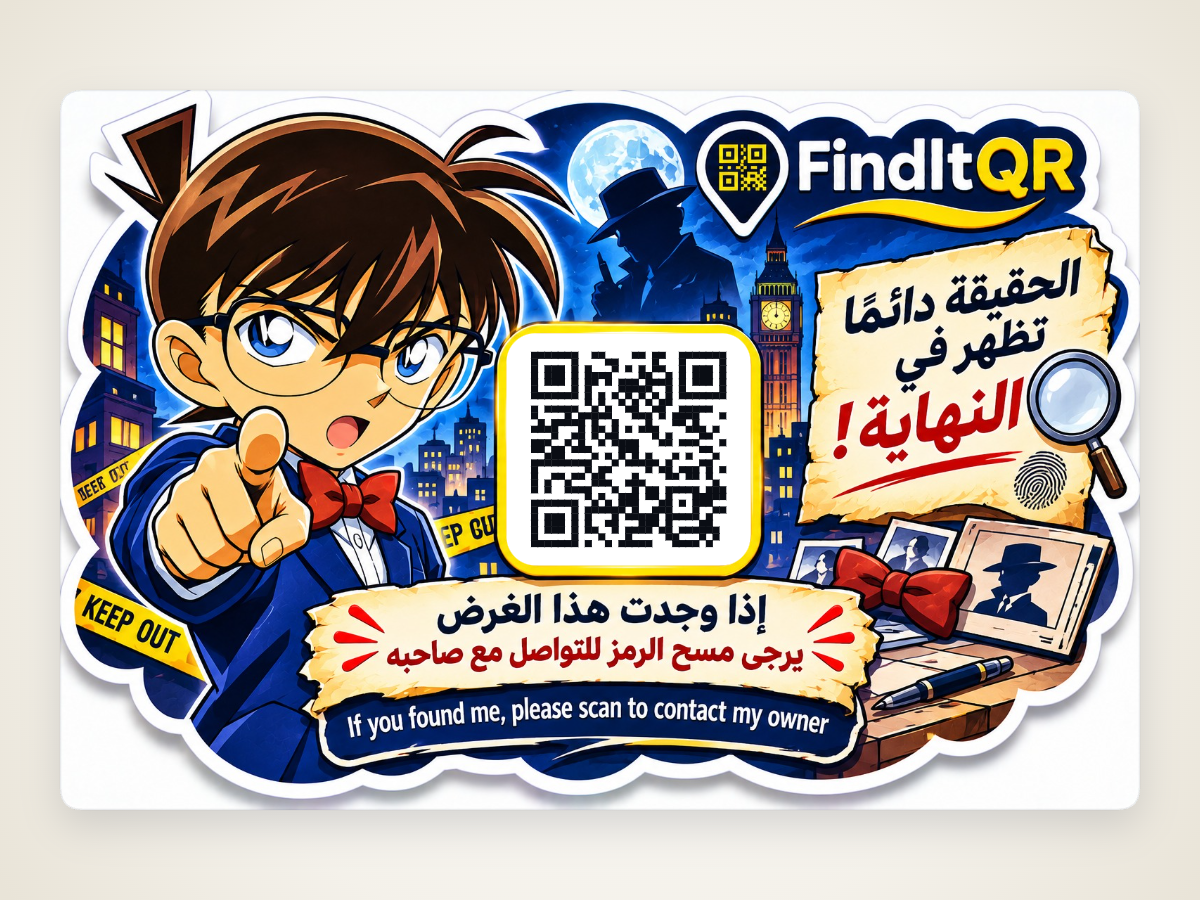 FindItQR
الحقيقة دائمًا
تظهر في
النهاية!
KEEP OUT
إذا وجدت هذا الغرض
يرجى مسح الرمز للتواصل مع صاحبه
If you found me, please scan to contact my owner